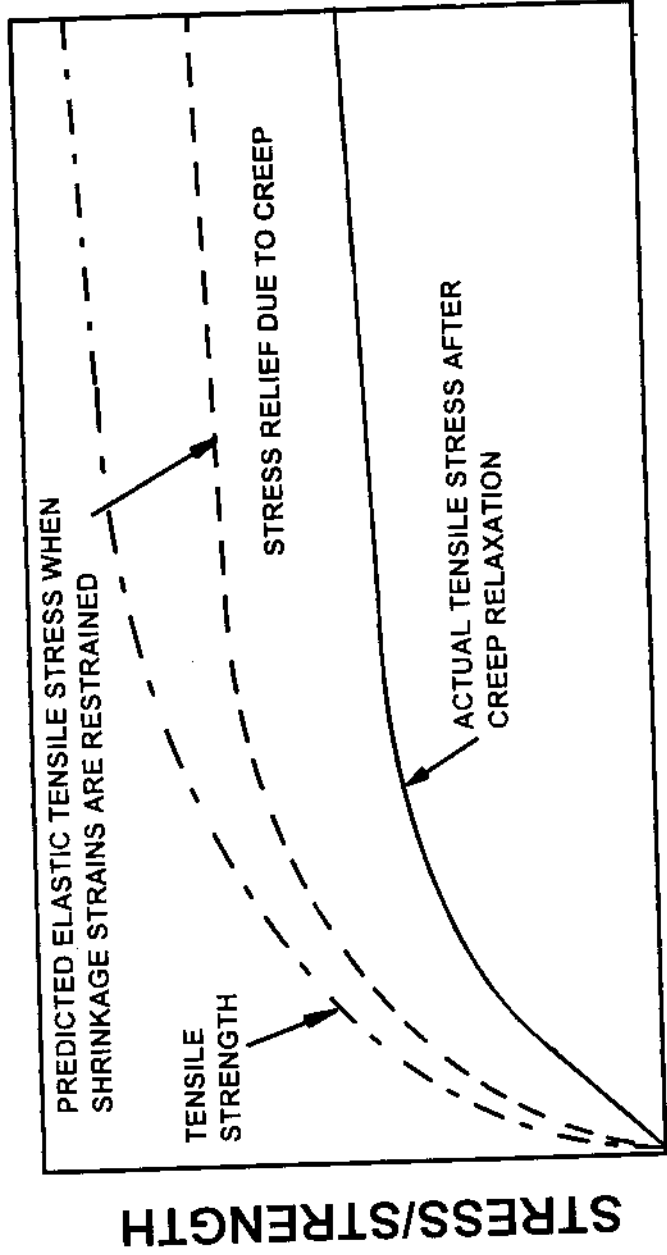 PREDICTED ELASTIC TENSILE STRESS WHEN
SHRINKAGE STRAINS ARE RESTRAINED
TENSILE
STRENGTH
STRESS RELIEF DUE TO CREEP
ACTUAL TENSILE STRESS AFTER
CREEP RELAXATION
STRESS/STRENGTH